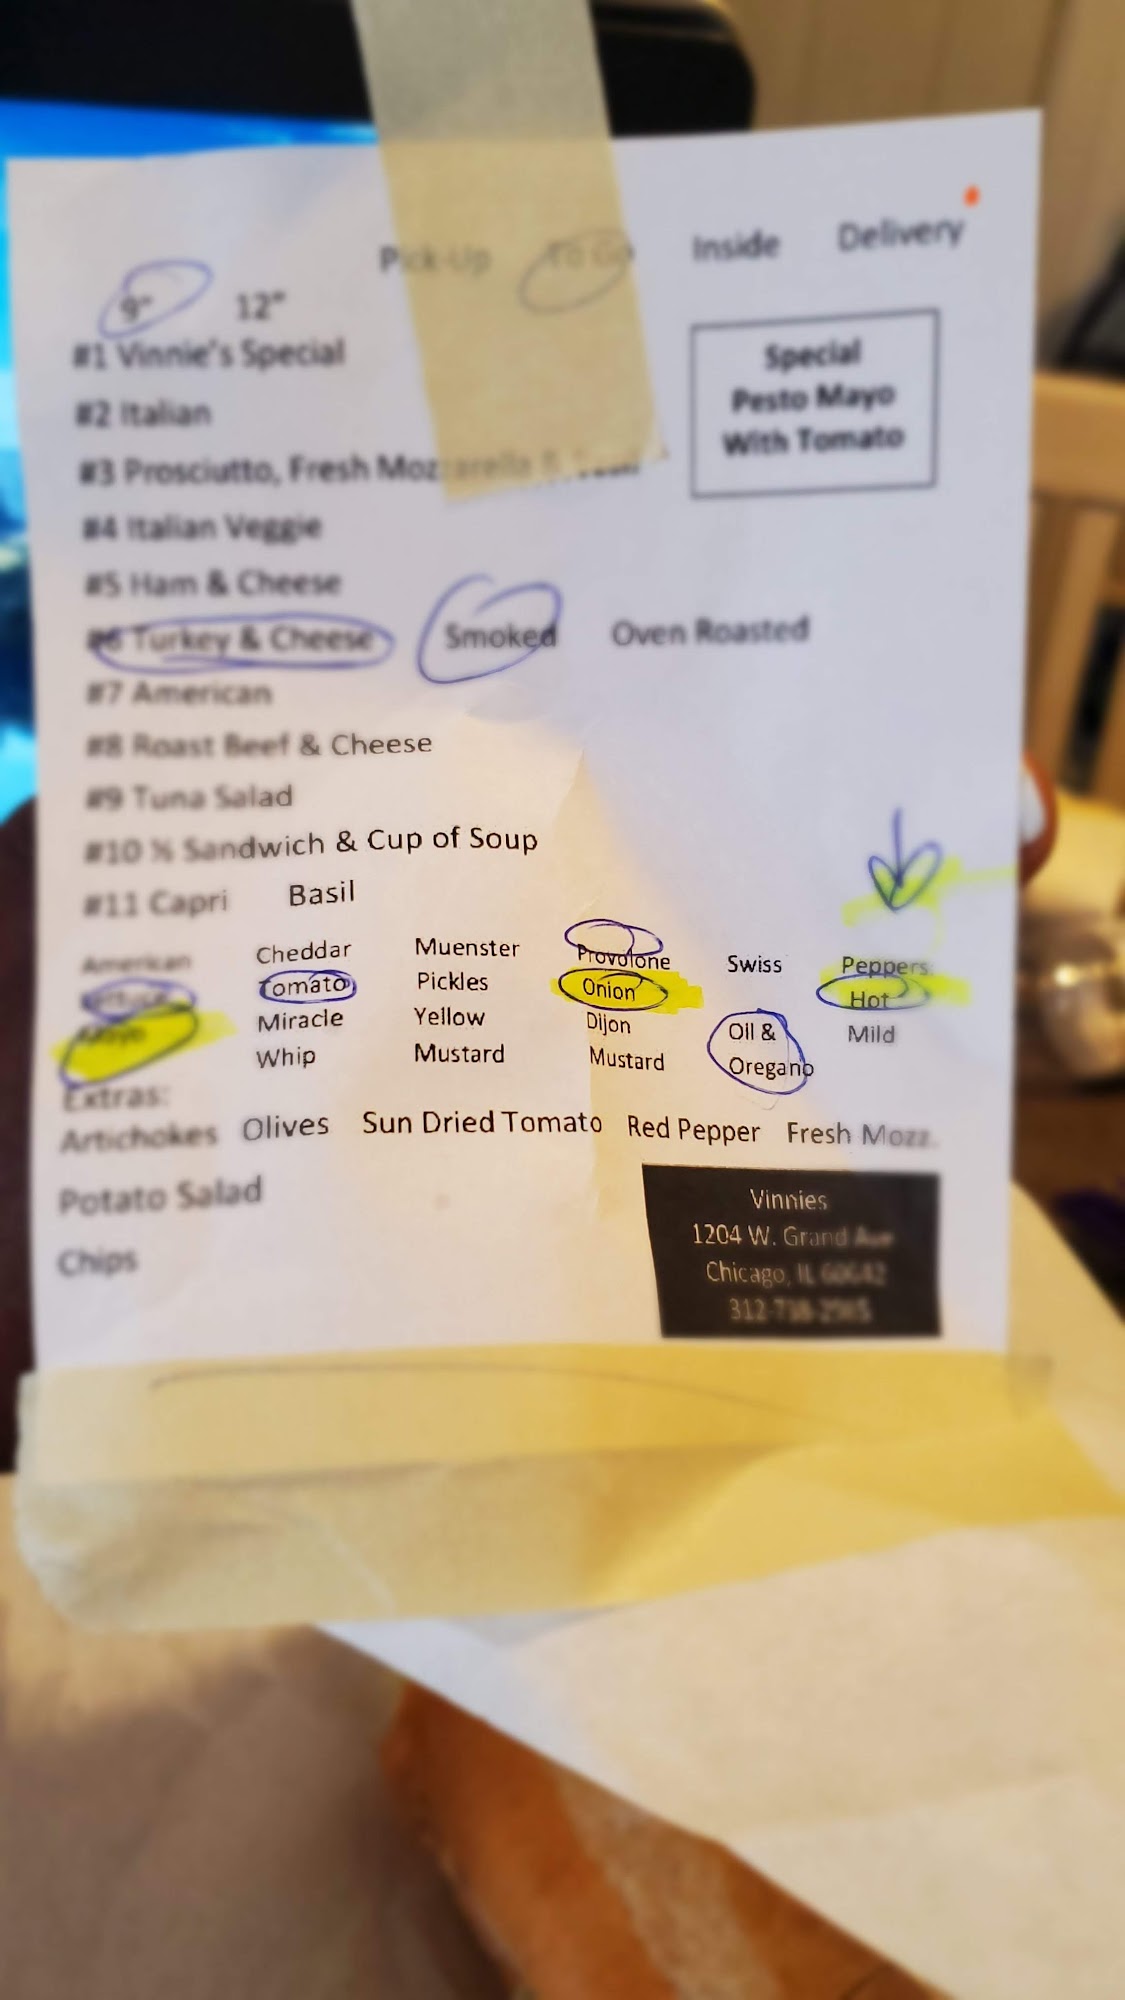 Pick-Up To Go Inside Delivery
9" 12"
#1 Vinnie's Special
Special
Pesto Mayo
With Tomato
#2 Italian
#3 Prosciutto, Fresh Mozzarella &
#4 Italian Veggie
#5 Ham & Cheese
#6 Turkey & Cheese Smoked Oven Roasted
#7 American
#8 Roast Beef & Cheese
#9 Tuna Salad
#10 ½ Sandwich & Cup of Soup
#11 Capri Basil
American Cheddar Muenster Provolone Swiss Peppers:
Lettuce Tomato Pickles Onion Hot
Mayo Miracle Yellow Dijon Oil & Mild
Whip Mustard Mustard Oregano
Extras:
Artichokes Olives Sun Dried Tomato Red Pepper Fresh Mozz.
Potato Salad
Chips
Vinnies
1204 W. Grand Ave
Chicago, IL 60642